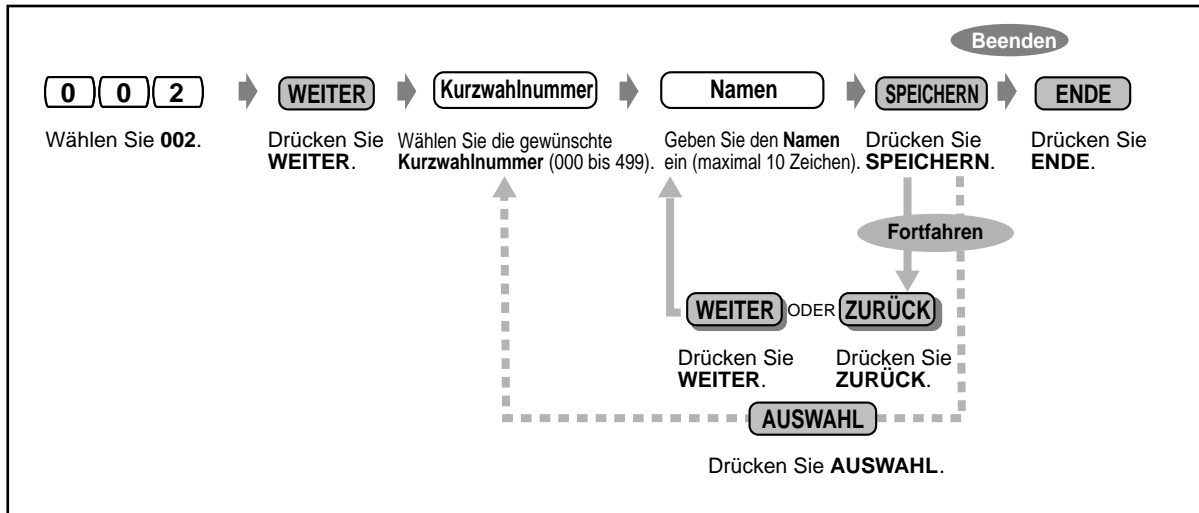 Beenden
0 0 2 WEITER Kurzwahlnummer Namen SPEICHERN ENDE
Wählen Sie 002.
Drücken Sie
WEITER.
Wählen Sie die gewünschte
Kurzwahlnummer (000 bis 499).
Geben Sie den Namen
ein (maximal 10 Zeichen).
Drücken Sie
SPEICHERN.
Drücken Sie
ENDE.
Fortfahren
WEITER ODER ZURÜCK
Drücken Sie
WEITER.
Drücken Sie
ZURÜCK.
AUSWAHL
Drücken Sie AUSWAHL.